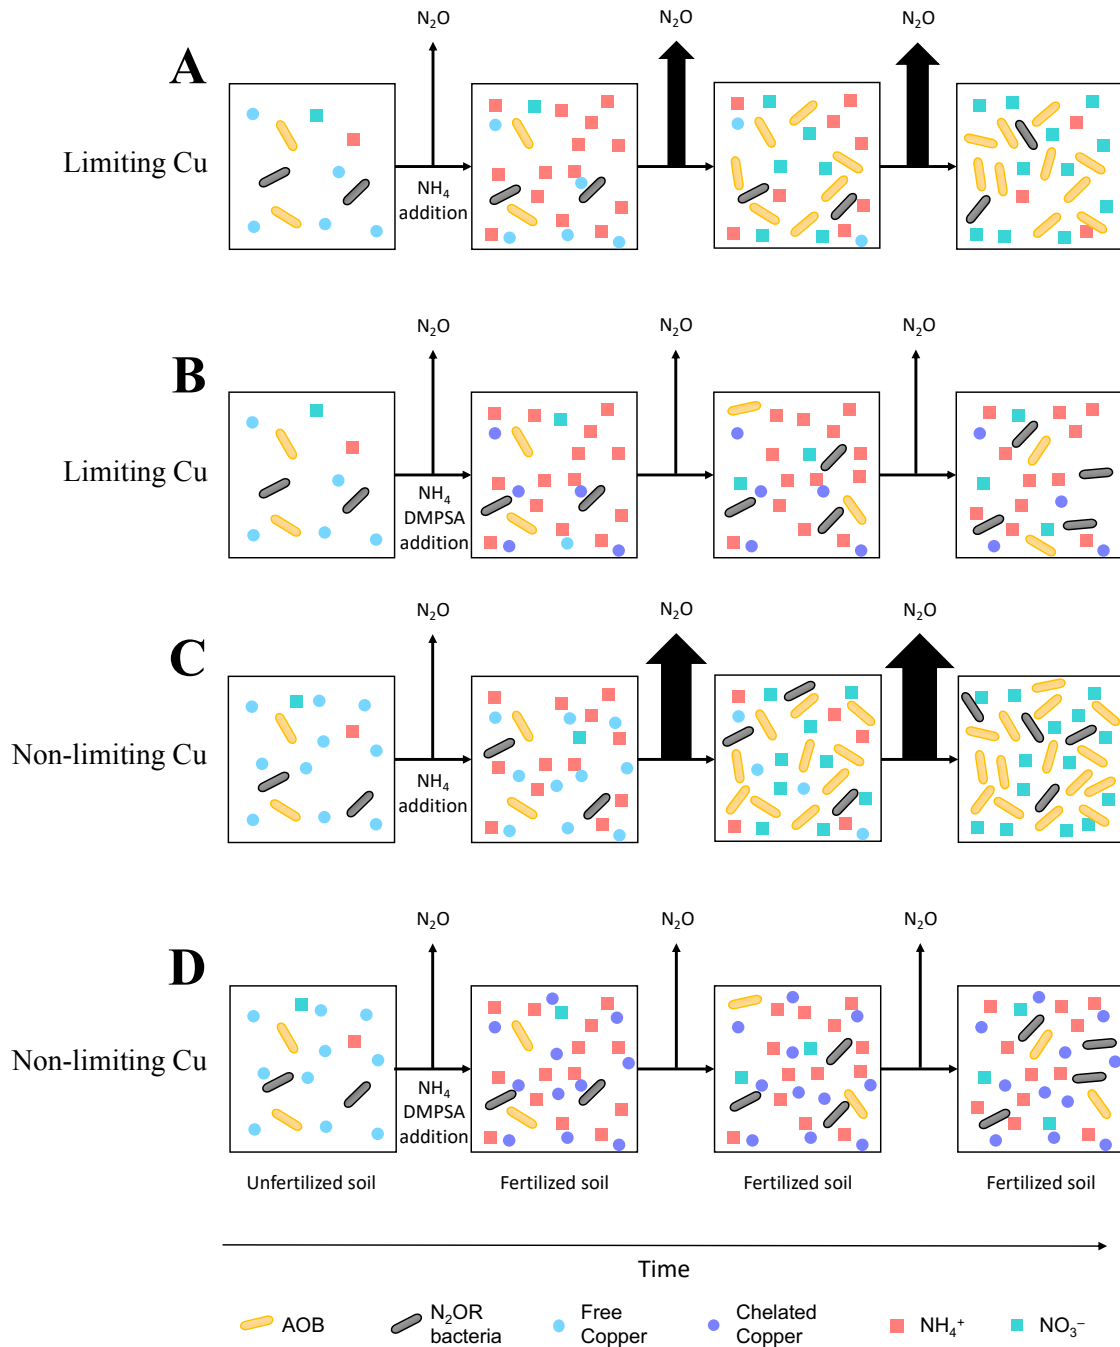 N₂O
N₂O
N₂O
A
Limiting Cu
NH₄
addition
N₂O
N₂O
N₂O
B
Limiting Cu
NH₄
DMPSA
addition
N₂O
N₂O
N₂O
C
Non-limiting Cu
NH₄
addition
N₂O
N₂O
N₂O
D
Non-limiting Cu
NH₄
DMPSA
addition
Unfertilized soil
Fertilized soil
Fertilized soil
Fertilized soil
Time
AOB
N₂OR
bacteria
Free
Copper
Chelated
Copper
NH₄⁺
NO₃⁻